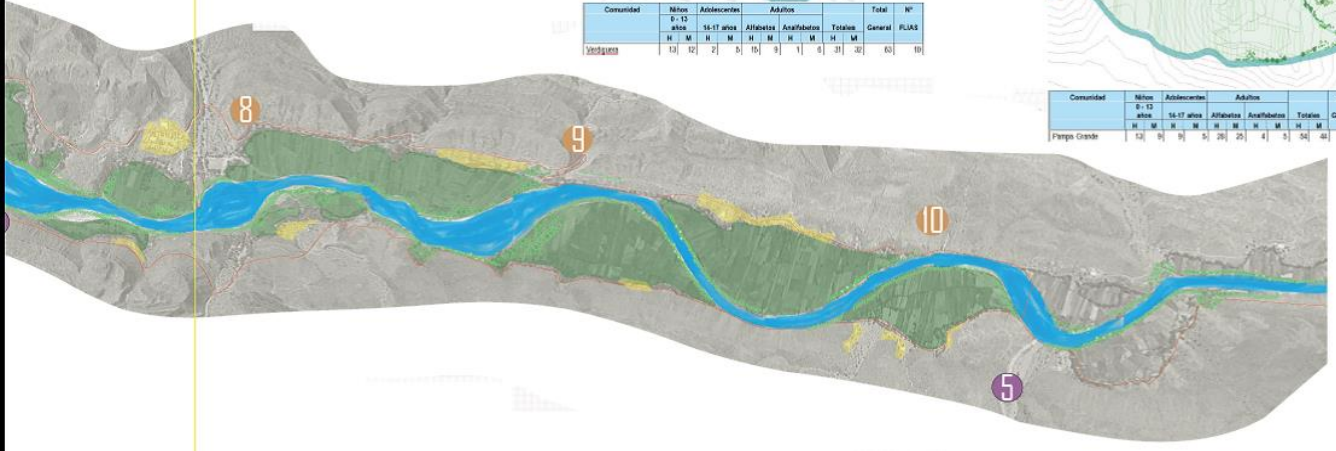 Comunidad Niños Adolescentes Adultos Total N°
0 - 13 años 14-17 años Alfabetos Analfabetos Totales General FLIAS
H M H M H M H M H M
Verdiguera 13 12 2 5 15 9 1 6 31 32 63 19
Comunidad Niños Adolescentes Adultos
0 - 13 años 14-17 años Alfabetos Analfabetos Totales
H M H M H M H M H M
Pampa Grande 13 9 9 5 28 25 4 5 54 44
8
9
10
5